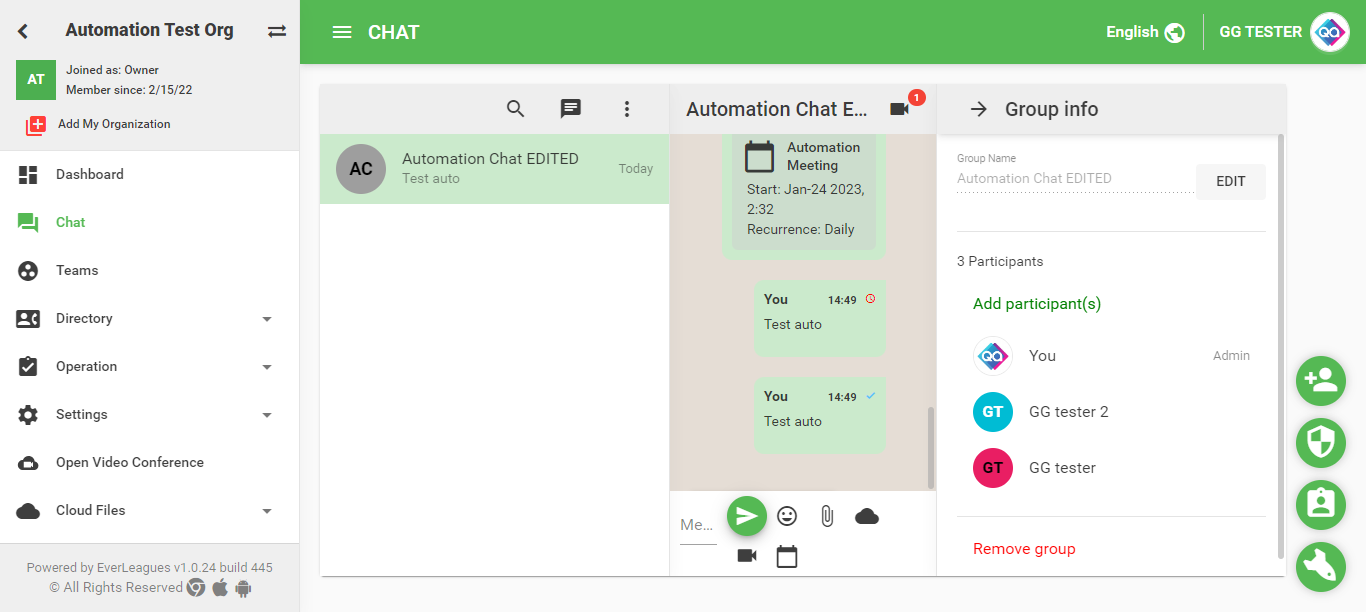 Automation Test Org
AT
Joined as: Owner
Member since: 2/15/22
Add My Organization
Dashboard
Chat
Teams
Directory
Operation
Settings
Open Video Conference
Cloud Files
Powered by EverLeagues v1.0.24 build 445
© All Rights Reserved
CHAT
English
GG TESTER
QA
AC
Automation Chat EDITED
Test auto
Today
Automation Chat E...
1
Automation
Meeting
Start: Jan-24 2023,
2:32
Recurrence: Daily
You 14:49
Test auto
You 14:49
Test auto
Me...
Group info
Group Name
Automation Chat EDITED
EDIT
3 Participants
Add participant(s)
QA
You
Admin
GT
GG tester 2
GT
GG tester
Remove group